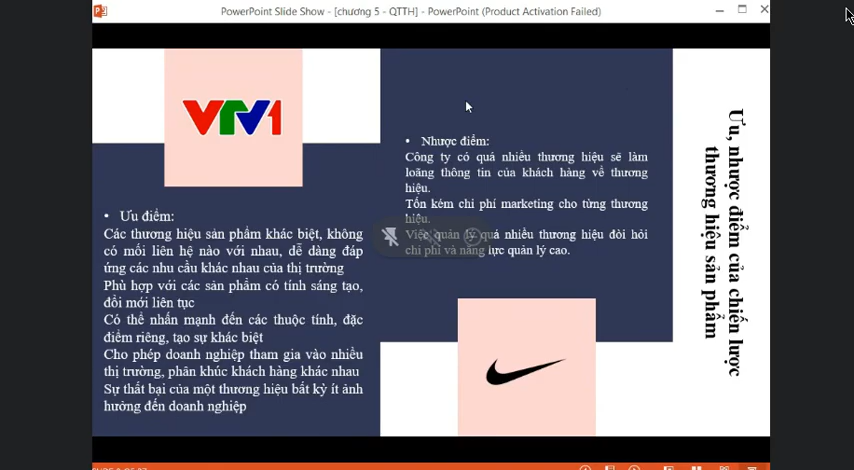 PowerPoint Slide Show - [chương 5 - QTTH] - PowerPoint (Product Activation Failed)
VTV1
• Ưu điểm:
Các thương hiệu sản phẩm khác biệt, không
có mối liên hệ nào với nhau, dễ dàng đáp
ứng các nhu cầu khác nhau của thị trường
Phù hợp với các sản phẩm có tính sáng tạo,
đổi mới liên tục
Có thể nhấn mạnh đến các thuộc tính, đặc
điểm riêng, tạo sự khác biệt
Cho phép doanh nghiệp tham gia vào nhiều
thị trường, phân khúc khách hàng khác nhau
Sự thất bại của một thương hiệu bất kỳ ít ảnh
hưởng đến doanh nghiệp
• Nhược điểm:
Công ty có quá nhiều thương hiệu sẽ làm
loãng thông tin của khách hàng về thương
hiệu.
Tốn kém chi phí marketing cho từng thương
hiệu.
Việc quản lý quá nhiều thương hiệu đòi hỏi
chi phí và năng lực quản lý cao.
Ưu, nhược điểm của chiến lược
thương hiệu sản phẩm